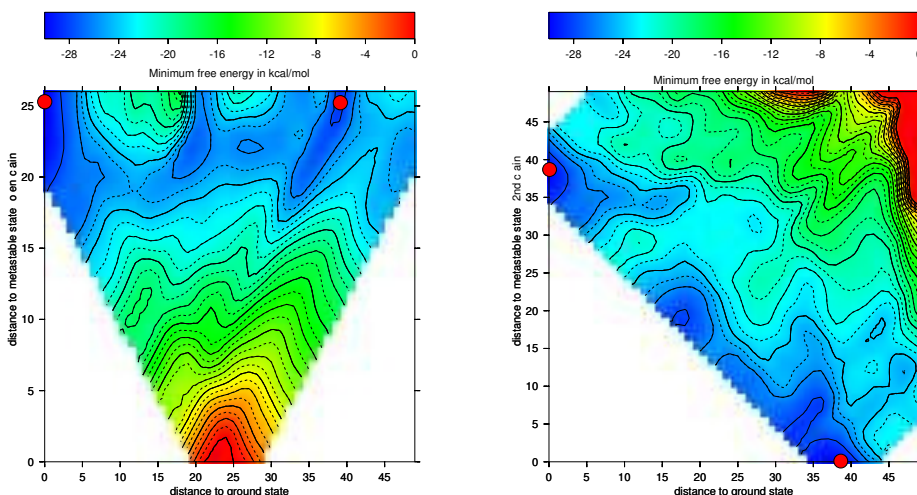 -28 -24 -20 -16 -12 -8 -4 0
Minimum free energy in kcal/mol
25
20
15
10
5
0
distance to metastable state o en c ain
0 5 10 15 20 25 30 35 40 45
distance to ground state
-28 -24 -20 -16 -12 -8 -4 0
Minimum free energy in kcal/mol
45
40
35
30
25
20
15
10
5
0
distance to metastable state 2nd c ain
0 5 10 15 20 25 30 35 40 45
distance to ground state